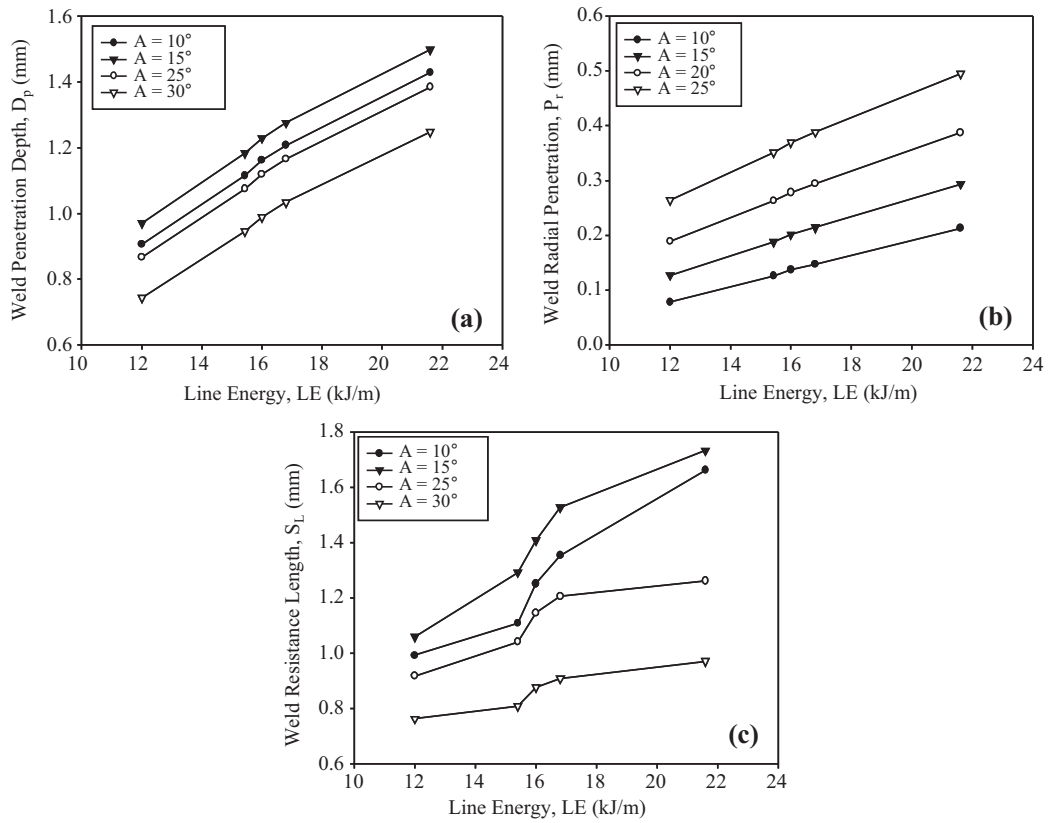 1.6
1.4
1.2
1.0
0.8
0.6
Weld Penetration Depth, Dp (mm)
A = 10°
A = 15°
A = 25°
A = 30°
(a)
10 12 14 16 18 20 22 24
Line Energy, LE (kJ/m)
0.6
0.5
0.4
0.3
0.2
0.1
0.0
Weld Radial Penetration, Pr (mm)
A = 10°
A = 15°
A = 20°
A = 25°
(b)
10 12 14 16 18 20 22 24
Line Energy, LE (kJ/m)
1.8
1.6
1.4
1.2
1.0
0.8
0.6
Weld Resistance Length, SL (mm)
A = 10°
A = 15°
A = 25°
A = 30°
(c)
10 12 14 16 18 20 22 24
Line Energy, LE (kJ/m)